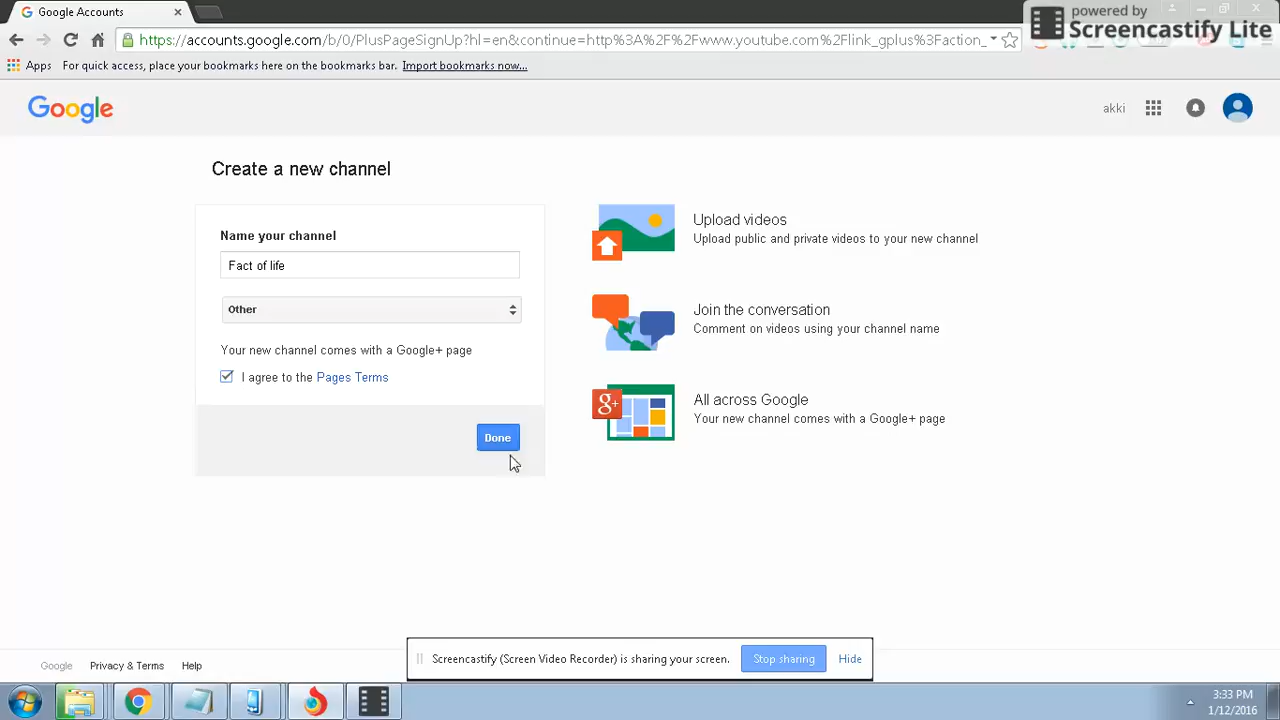 Google Accounts
powered by
Screencastify Lite
https://accounts.google.com
=http%3A%2F%2Fwww.youtube.com%2Flink_gplus%3Faction_
Apps For quick access, place your bookmarks here on the bookmarks bar. Import bookmarks now...
Google
akki
Create a new channel
Name your channel
Fact of life
Other
Your new channel comes with a Google+ page
I agree to the Pages Terms
Done
Upload videos
Upload public and private videos to your new channel
Join the conversation
Comment on videos using your channel name
g+
All across Google
Your new channel comes with a Google+ page
Google Privacy & Terms Help
Screencastify (Screen Video Recorder) is sharing your screen. Stop sharing Hide
3:33 PM
1/12/2016